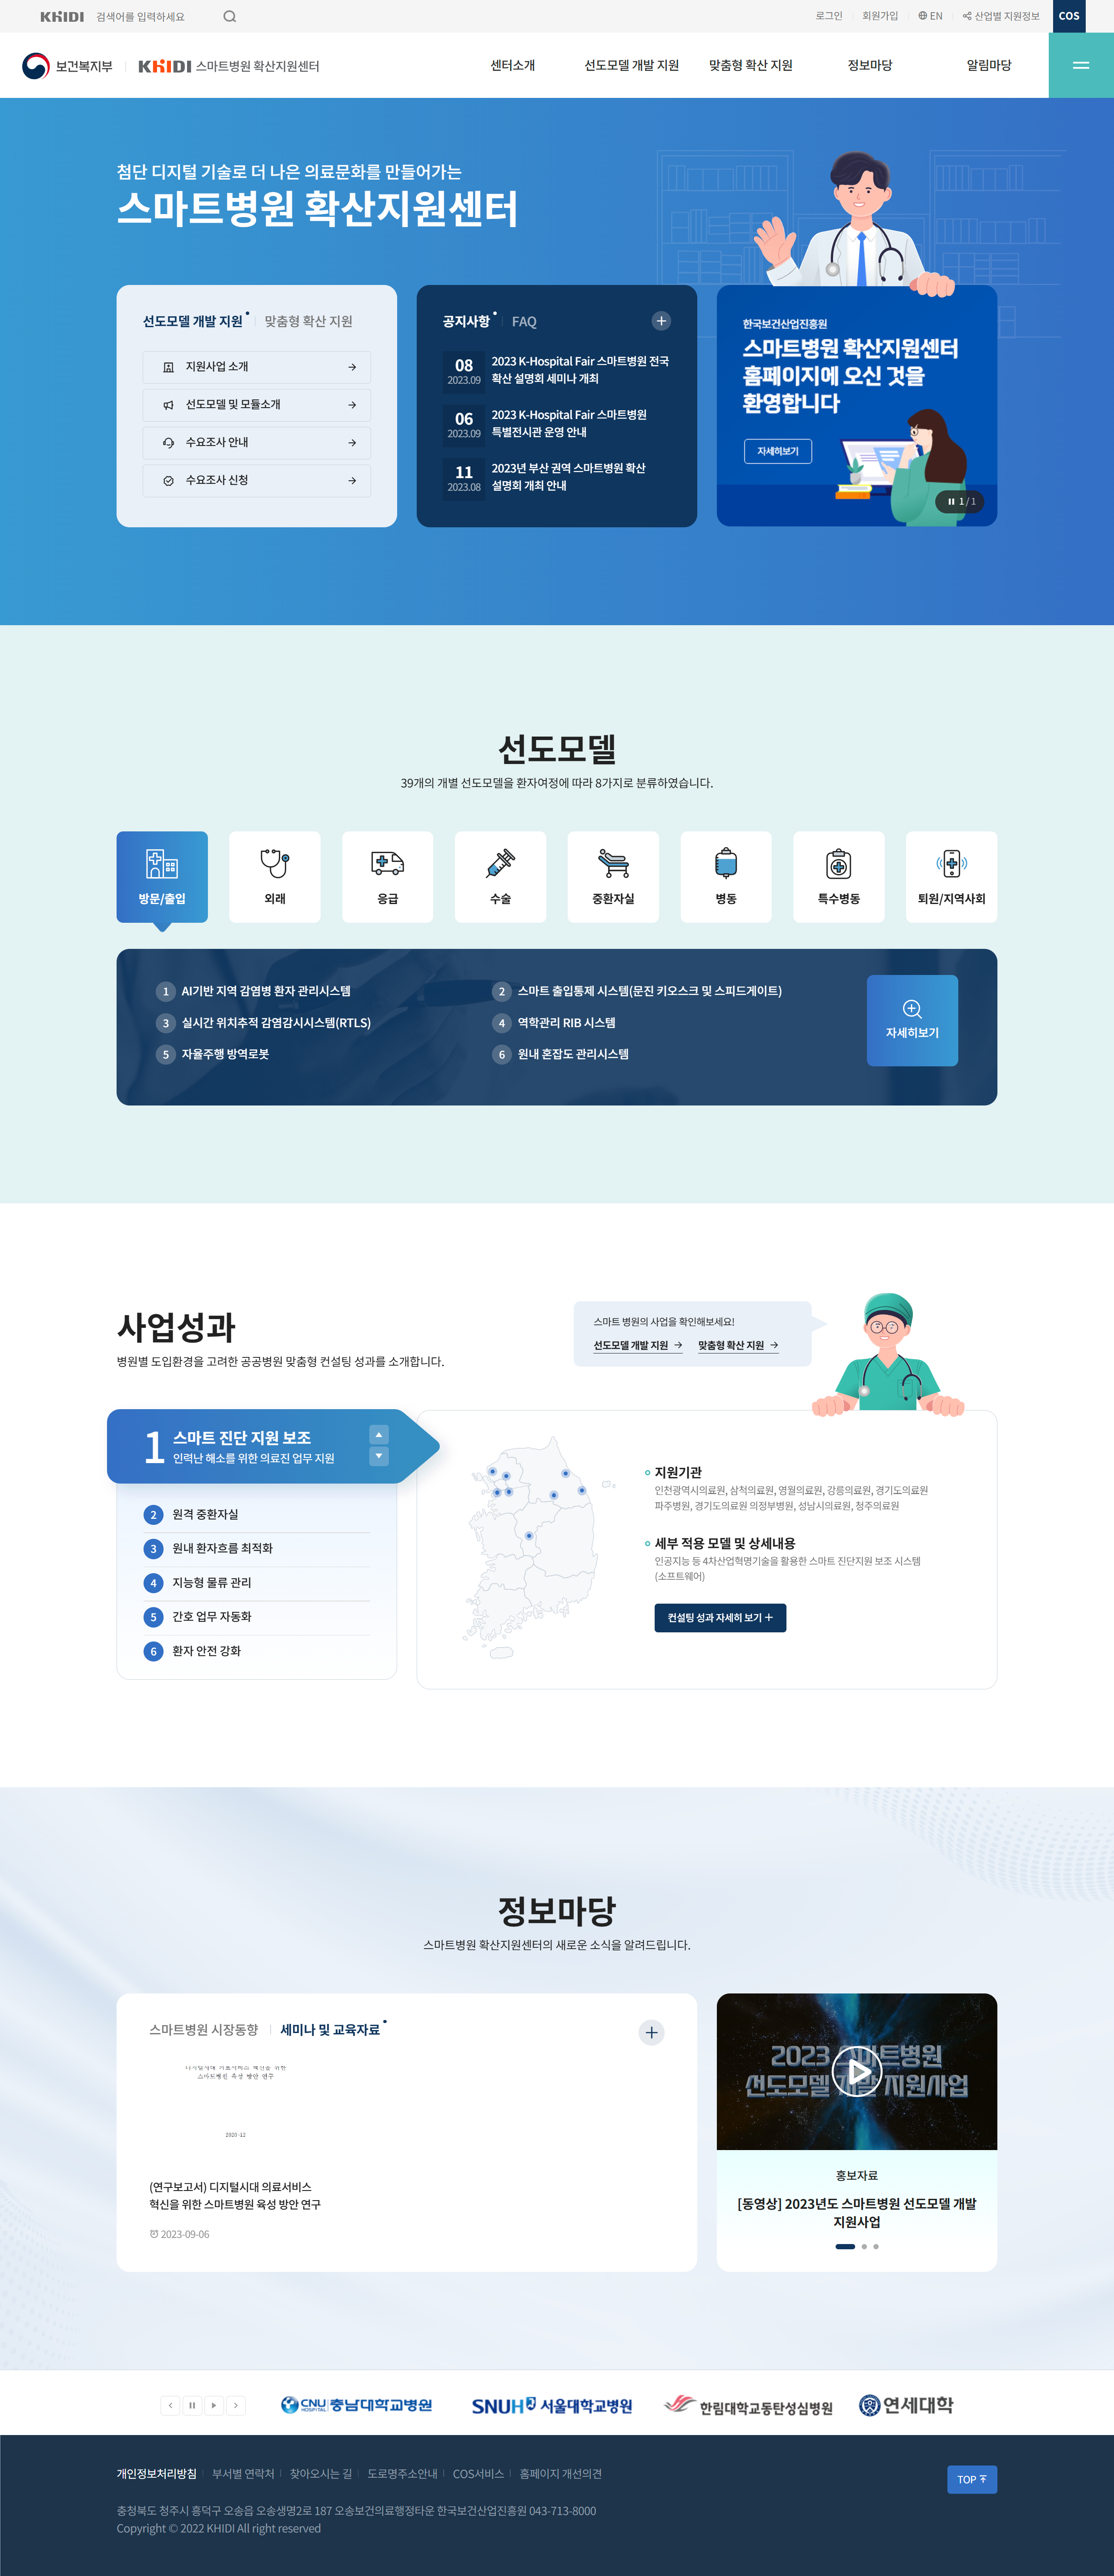 KHIDI 검색어를 입력하세요
로그인 회원가입 EN 산업별 지원정보 COS
보건복지부 KHIDI 스마트병원 확산지원센터
센터소개 선도모델 개발 지원 맞춤형 확산 지원 정보마당 알림마당
첨단 디지털 기술로 더 나은 의료문화를 만들어가는
스마트병원 확산지원센터
선도모델 개발 지원 맞춤형 확산 지원
지원사업 소개
선도모델 및 모듈소개
수요조사 안내
수요조사 신청
공지사항 FAQ
08
2023.09
2023 K-Hospital Fair 스마트병원 전국
확산 설명회 세미나 개최
06
2023.09
2023 K-Hospital Fair 스마트병원
특별전시관 운영 안내
11
2023.08
2023년 부산 권역 스마트병원 확산
설명회 개최 안내
한국보건산업진흥원
스마트병원 확산지원센터
홈페이지에 오신 것을
환영합니다
자세히보기
1 / 1
선도모델
39개의 개별 선도모델을 환자여정에 따라 8가지로 분류하였습니다.
방문/출입 외래 응급 수술 중환자실 병동 특수병동 퇴원/지역사회
1 AI기반 지역 감염병 환자 관리시스템
2 스마트 출입통제 시스템(문진 키오스크 및 스피드게이트)
3 실시간 위치추적 감염감시시스템(RTLS)
4 역학관리 RIB 시스템
5 자율주행 방역로봇
6 원내 혼잡도 관리시스템
자세히보기
사업성과
병원별 도입환경을 고려한 공공병원 맞춤형 컨설팅 성과를 소개합니다.
스마트 병원의 사업을 확인해보세요!
선도모델 개발 지원 맞춤형 확산 지원
1 스마트 진단 지원 보조
인력난 해소를 위한 의료진 업무 지원
2 원격 중환자실
3 원내 환자흐름 최적화
4 지능형 물류 관리
5 간호 업무 자동화
6 환자 안전 강화
지원기관
인천광역시의료원, 삼척의료원, 영월의료원, 강릉의료원, 경기도의료원
파주병원, 경기도의료원 의정부병원, 성남시의료원, 청주의료원
세부 적용 모델 및 상세내용
인공지능 등 4차산업혁명기술을 활용한 스마트 진단지원 보조 시스템
(소프트웨어)
컨설팅 성과 자세히 보기
정보마당
스마트병원 확산지원센터의 새로운 소식을 알려드립니다.
스마트병원 시장동향 세미나 및 교육자료
디지털시대 의료서비스 혁신을 위한
스마트병원 육성 방안 연구
2020-12
(연구보고서) 디지털시대 의료서비스
혁신을 위한 스마트병원 육성 방안 연구
2023-09-06
2023 스마트병원
선도모델 개발 지원사업
홍보자료
[동영상] 2023년도 스마트병원 선도모델 개발
지원사업
CNU HOSPITAL 충남대학교병원 SNUH 서울대학교병원 한림대학교동탄성심병원 연세대학
개인정보처리방침 부서별 연락처 찾아오시는 길 도로명주소안내 COS서비스 홈페이지 개선의견
TOP
충청북도 청주시 흥덕구 오송읍 오송생명2로 187 오송보건의료행정타운 한국보건산업진흥원 043-713-8000
Copyright © 2022 KHIDI All right reserved